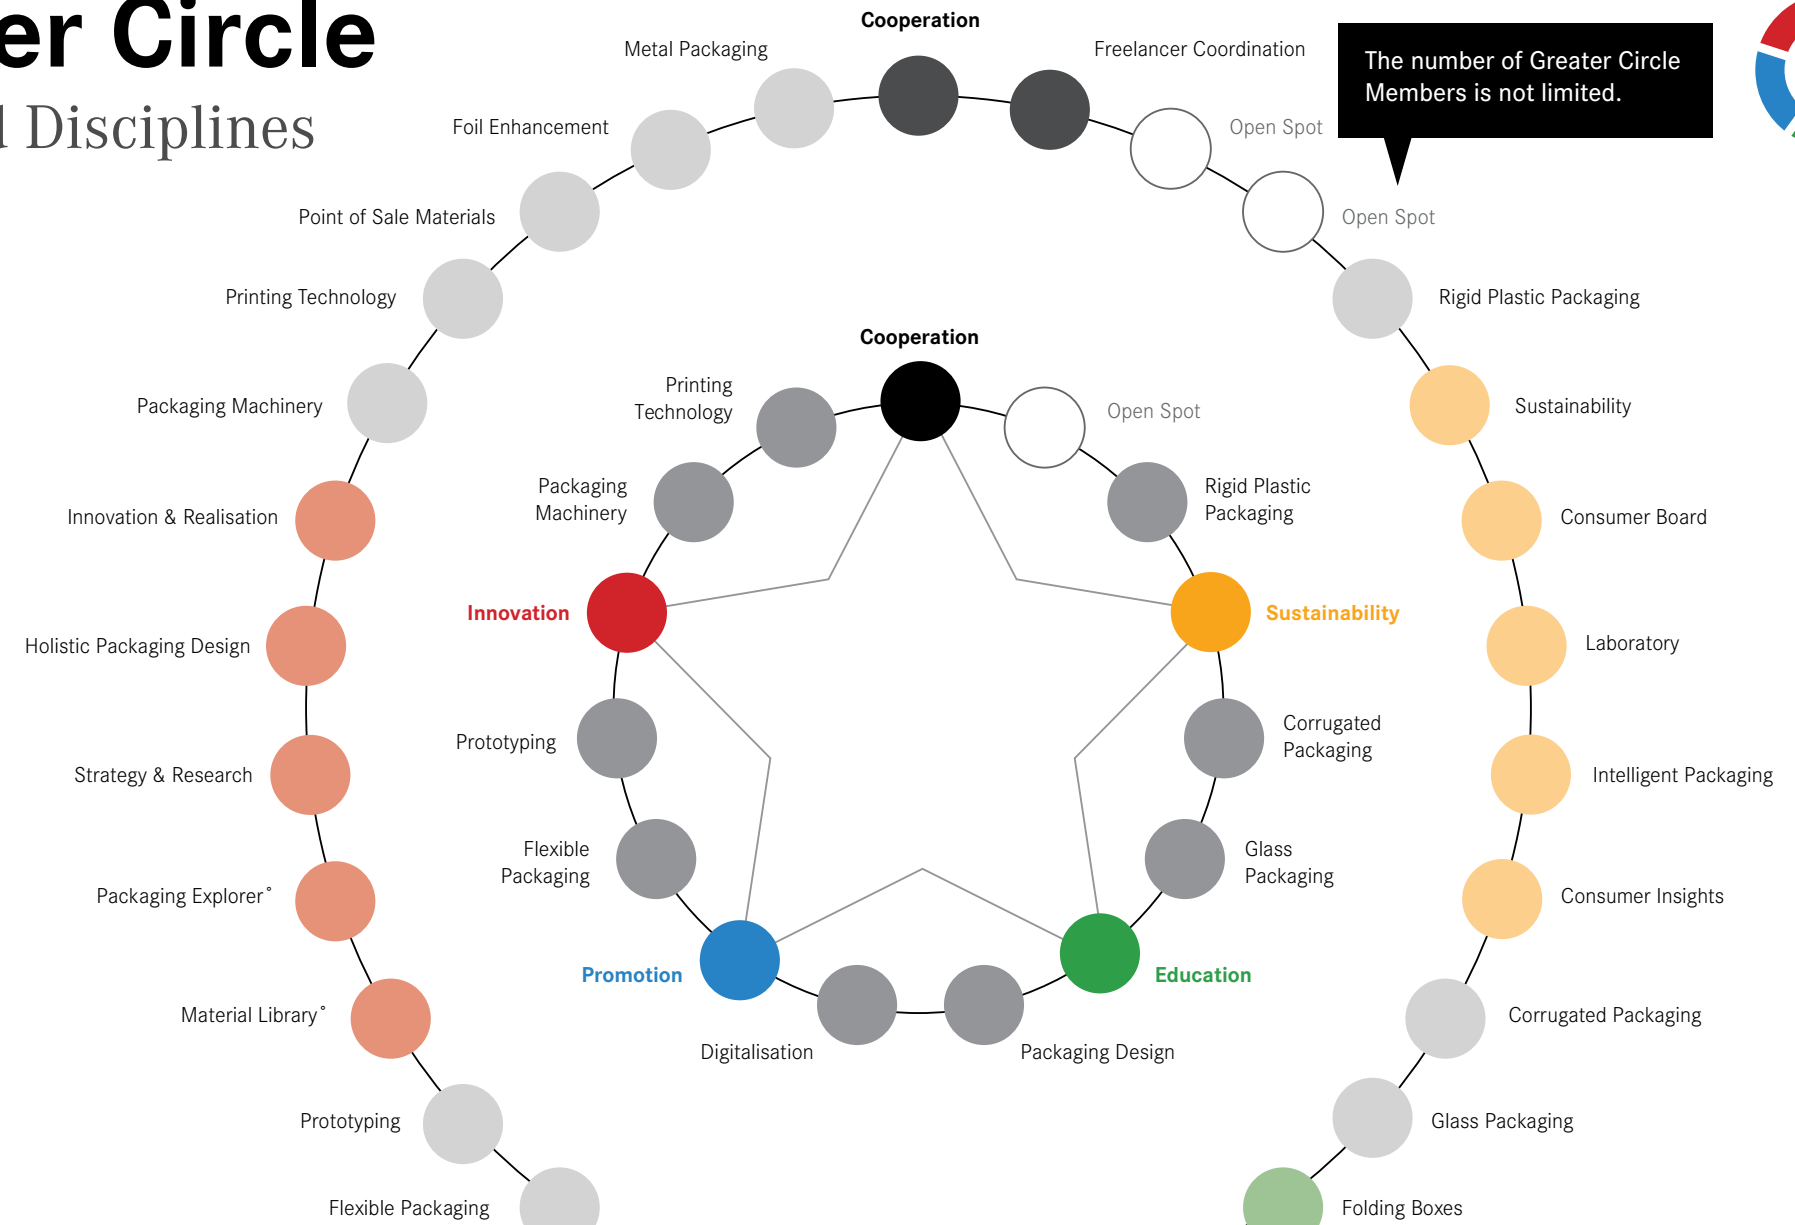 er Circle
Disciplines
Cooperation
Metal Packaging
Freelancer Coordination
The number of Greater Circle
Members is not limited.
Foil Enhancement
Open Spot
Point of Sale Materials
Open Spot
Printing Technology
Rigid Plastic Packaging
Packaging Machinery
Sustainability
Innovation & Realisation
Consumer Board
Holistic Packaging Design
Laboratory
Strategy & Research
Intelligent Packaging
Packaging Explorer°
Consumer Insights
Material Library°
Corrugated Packaging
Prototyping
Glass Packaging
Flexible Packaging
Folding Boxes
Cooperation
Printing
Technology
Open Spot
Packaging
Machinery
Rigid Plastic
Packaging
Innovation
Sustainability
Prototyping
Corrugated
Packaging
Flexible
Packaging
Glass
Packaging
Promotion
Education
Digitalisation
Packaging Design